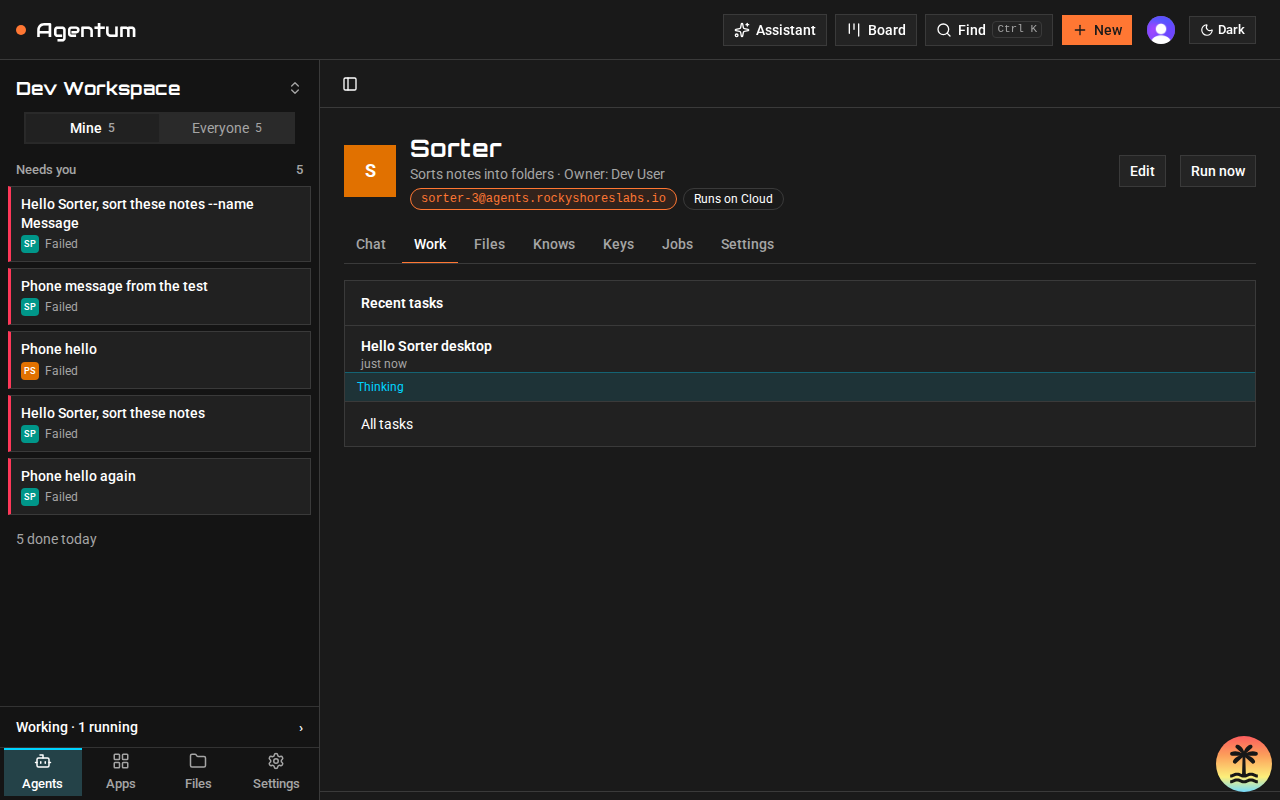 Agentum
Assistant
Board
Find Ctrl K
New
Dark
Dev Workspace
Mine 5
Everyone 5
Needs you 5
Hello Sorter, sort these notes --name
Message
SP Failed
Phone message from the test
SP Failed
Phone hello
PS Failed
Hello Sorter, sort these notes
SP Failed
Phone hello again
SP Failed
5 done today
Working · 1 running ›
Agents
Apps
Files
Settings
S
Sorter
Sorts notes into folders · Owner: Dev User
sorter-3@agents.rockyshoreslabs.io
Runs on Cloud
Edit
Run now
Chat
Work
Files
Knows
Keys
Jobs
Settings
Recent tasks
Hello Sorter desktop
just now
Thinking
All tasks